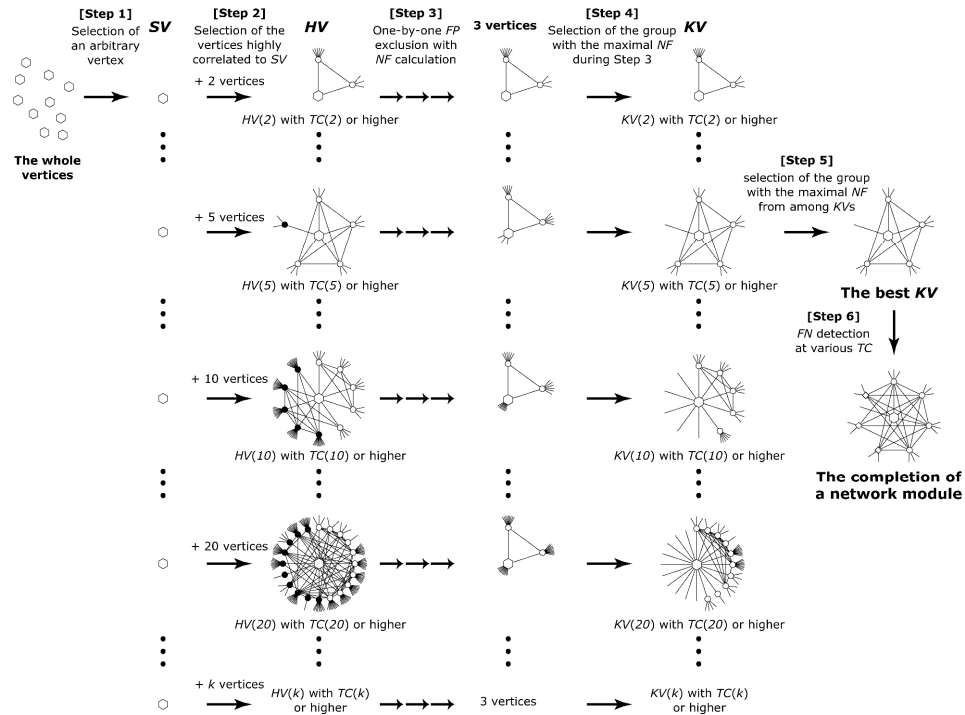 [Step 1]
Selection of
an arbitrary
vertex
SV
[Step 2]
Selection of the
vertices highly
correlated to SV
HV
[Step 3]
One-by-one FP
exclusion with
NF calculation
3 vertices
[Step 4]
Selection of the group
with the maximal NF
during Step 3
KV
The whole
vertices
+ 2 vertices
HV(2) with TC(2) or higher
KV(2) with TC(2) or higher
[Step 5]
selection of the group
with the maximal NF
from among KVs
+ 5 vertices
HV(5) with TC(5) or higher
KV(5) with TC(5) or higher
The best KV
[Step 6]
FN detection
at various TC
+ 10 vertices
HV(10) with TC(10) or higher
KV(10) with TC(10) or higher
The completion of
a network module
+ 20 vertices
HV(20) with TC(20) or higher
KV(20) with TC(20) or higher
+ k vertices
HV(k) with TC(k)
or higher
3 vertices
KV(k) with TC(k)
or higher